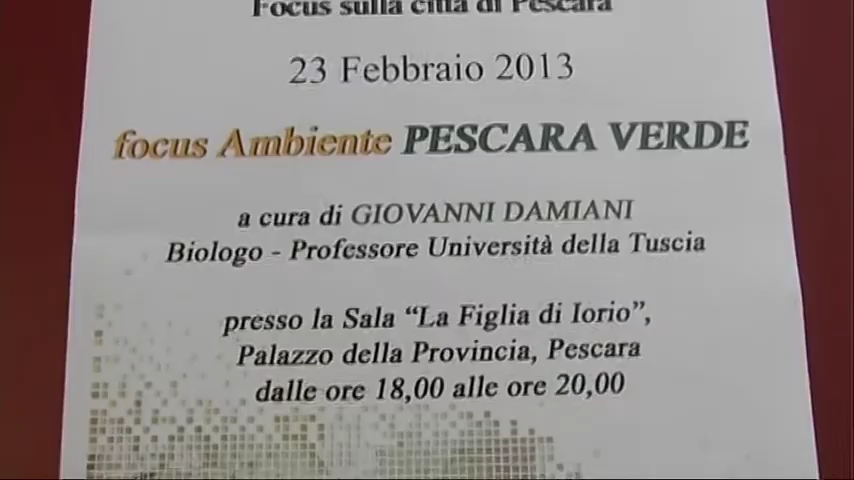 Focus sulla città di Pescara
23 Febbraio 2013
focus Ambiente PESCARA VERDE
a cura di GIOVANNI DAMIANI
Biologo - Professore Università della Tuscia
presso la Sala “La Figlia di Iorio”,
Palazzo della Provincia, Pescara
dalle ore 18,00 alle ore 20,00